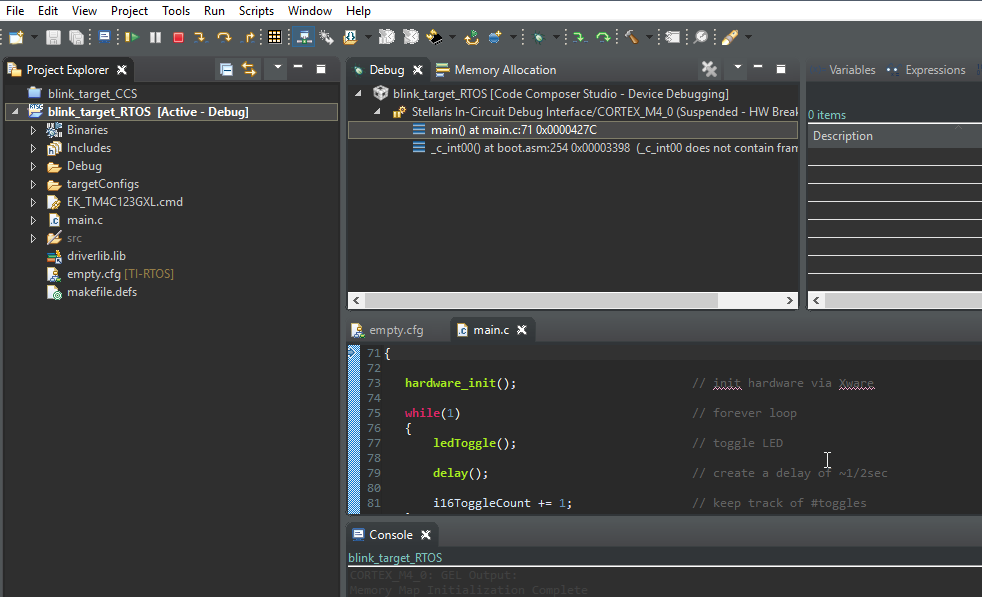 File Edit View Project Tools Run Scripts Window Help
Project Explorer
blink_target_CCS
blink_target_RTOS [Active - Debug]
Binaries
Includes
Debug
targetConfigs
EK_TM4C123GXL.cmd
main.c
src
driverlib.lib
empty.cfg [TI-RTOS]
makefile.defs
Debug Memory Allocation
blink_target_RTOS [Code Composer Studio - Device Debugging]
Stellaris In-Circuit Debug Interface/CORTEX_M4_0 (Suspended - HW Break
main() at main.c:71 0x0000427C
_c_int00() at boot.asm:254 0x00003398 (_c_int00 does not contain fram
Variables Expressions
0 items
Description
empty.cfg main.c
71 {
72
73 hardware_init(); // init hardware via Xware
74
75 while(1) // forever loop
76 {
77 ledToggle(); // toggle LED
78
79 delay(); // create a delay of ~1/2sec
80
81 i16ToggleCount += 1; // keep track of #toggles
Console
blink_target_RTOS
CORTEX_M4_0: GEL Output:
Memory Map Initialization Complete